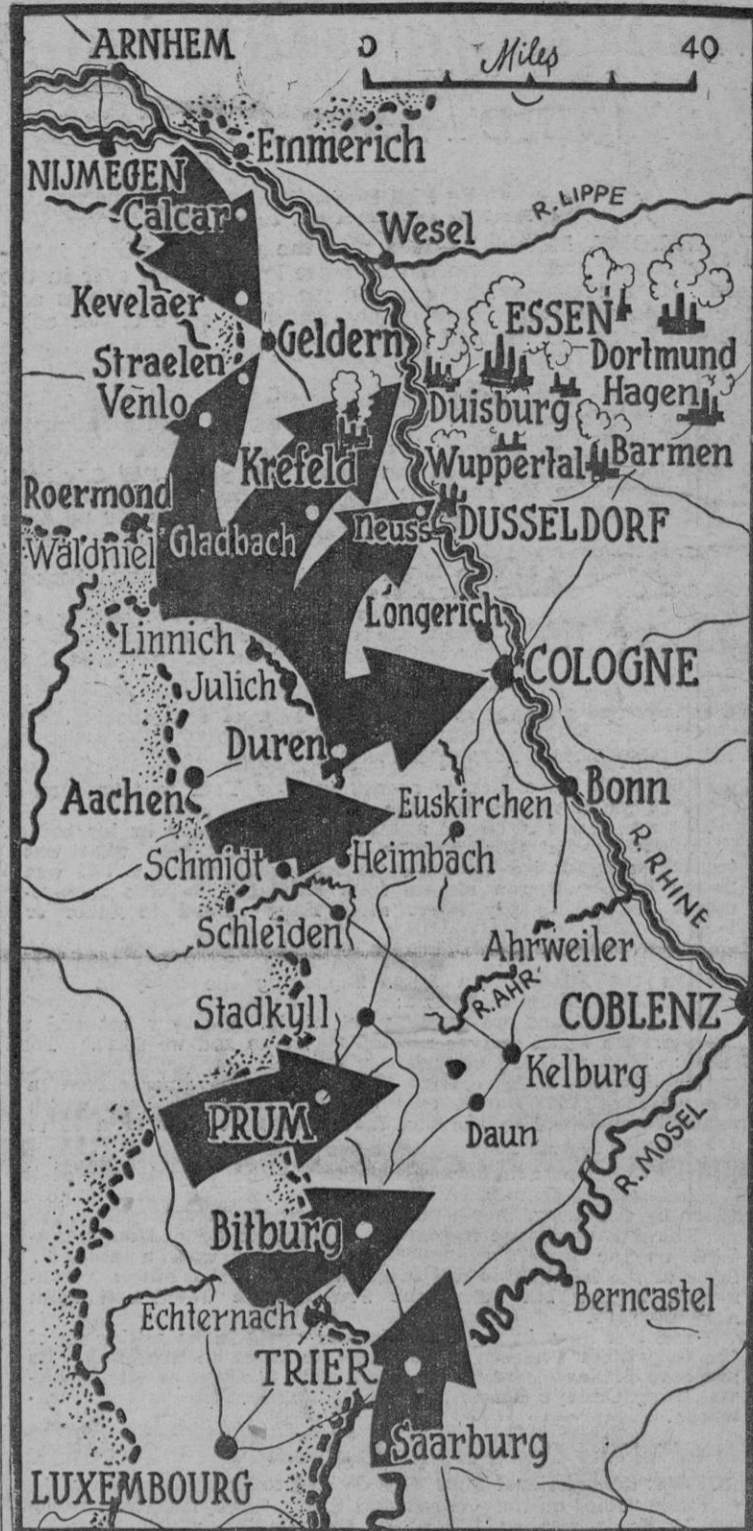 ARNHEM
0 Miles 40
Emmerich
NIJMEGEN
Calcar
R. LIPPE
Wesel
Kevelaer
Geldern
ESSEN
Straelen
Dortmund
Venlo
Hagen
Duisburg
Krefeld
Wuppertal
Barmen
Roermond
Gladbach
Neuss
DUSSELDORF
Waldniel
Longerich
Linnich
COLOGNE
Julich
Duren
Aachen
Euskirchen
Bonn
Schmidt
Heimbach
R. RHINE
Schleiden
Ahrweiler
R. AHR
Stadkyll
COBLENZ
Kelburg
PRUM
Daun
R. MOSEL
Bitburg
Echternach
Berncastel
TRIER
Saarburg
LUXEMBOURG